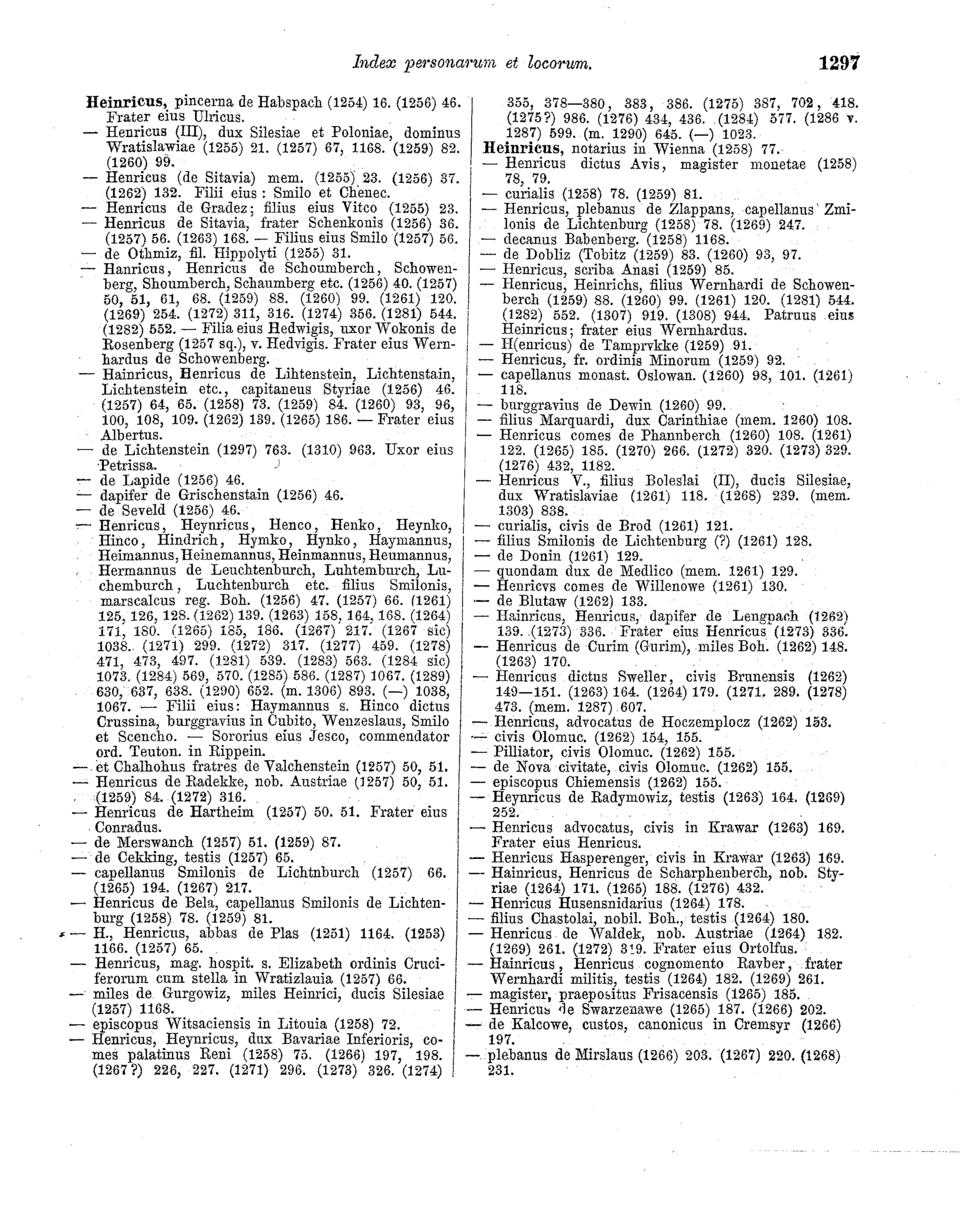 Index personarum et locorum.
1297
Heinricus, pincerna de Habspach (1254) 16. (1256) 46.
Frater eius Ulricus.
— Henricus (III), dux Silesiae et Poloniae, dominus
Wratislawiae (1255) 21. (1257) 67, 1168. (1259) 82.
(1260) 99.
— Henricus (de Sitavia) mem. (1255) 23. (1256) 37.
(1262) 132. Filii eius : Smilo et Chenec.
— Henricus de Gradez; filius eius Vitco (1255) 23.
— Henricus de Sitavia, frater Schenkonis (1256) 36.
(1257) 56. (1263) 168. — Filius eius Smilo (1257) 56.
— de Othmiz, fil. Hippolyti (1255) 31.
— Hanricus, Henricus de Schoumberch, Schowen-
berg, Shoumberch, Schaumberg etc. (1256) 40. (1257)
50, 51, 61, 68. (1259) 88. (1260) 99. (1261) 120.
(1269) 254. (1272) 311, 316. (1274) 356. (1281) 544.
(1282) 552. — Filia eius Hedwigis, uxor Wokonis de
Rosenberg (1257 sq.), v. Hedvigis. Frater eius Wern-
hardus de Schowenberg.
— Hainricus, Henricus de Lihtenstein, Lichtenstain,
Lichtenstein etc., capitaneus Styriae (1256) 46.
(1257) 64, 65. (1258) 73. (1259) 84. (1260) 93, 96,
100, 108, 109. (1262) 139. (1265) 186. — Frater eius
Albertus.
— de Lichtenstein (1297) 763. (1310) 963. Uxor eius
Petrissa.
— de Lapide (1256) 46.
— dapifer de Grischenstain (1256) 46.
— de Seveld (1256) 46.
— Henricus, Heynricus, Henco, Henko, Heynko,
Hinco, Hindrich, Hymko, Hynko, Haymannus,
Heimannus, Heinemannus, Heinmannus, Heumannus,
Hermannus de Leuchtenburch, Luhtemburch, Lu-
chemburch, Luchtenburch etc. filius Smilonis,
marscalcus reg. Boh. (1256) 47. (1257) 66. (1261)
125, 126, 128. (1262) 139. (1263) 158, 164, 168. (1264)
171, 180. (1265) 185, 186. (1267) 217. (1267 sic)
1038. (1271) 299. (1272) 317. (1277) 459. (1278)
471, 473, 497. (1281) 539. (1283) 563. (1284 sic)
1073. (1284) 569, 570. (1285) 586. (1287) 1067. (1289)
630, 637, 638. (1290) 652. (m. 1306) 893. (—) 1038,
1067. — Filii eius: Haymannus s. Hinco dictus
Crussina, burggravius in Cubito, Wenzeslaus, Smilo
et Scencho. — Sororius eius Jesco, commendator
ord. Teuton. in Rippein.
— et Chalhohus fratres de Valchenstein (1257) 50, 51.
— Henricus de Radekke, nob. Austriae (1257) 50, 51.
(1259) 84. (1272) 316.
— Henricus de Hartheim (1257) 50. 51. Frater eius
Conradus.
— de Merswanch (1257) 51. (1259) 87.
— de Cekking, testis (1257) 65.
— capellanus Smilonis de Lichtnburch (1257) 66.
(1265) 194. (1267) 217.
— Henricus de Bela, capellanus Smilonis de Lichten-
burg (1258) 78. (1259) 81.
— H., Henricus, abbas de Plas (1251) 1164. (1253)
1166. (1257) 65.
— Henricus, mag. hospit. s. Elizabeth ordinis Cruci-
ferorum cum stella in Wratizlauia (1257) 66.
— miles de Gurgowiz, miles Heinrici, ducis Silesiae
(1257) 1168.
— episcopus Witsaciensis in Litouia (1258) 72.
— Henricus, Heynricus, dux Bavariae Inferioris, co-
mes palatinus Reni (1258) 75. (1266) 197, 198.
(1267?) 226, 227. (1271) 296. (1273) 326. (1274)
355, 378—380, 383, 386. (1275) 387, 702, 418.
(1275?) 986. (1276) 434, 436. (1284) 577. (1286 v.
1287) 599. (m. 1290) 645. (—) 1023.
Heinricus, notarius in Wienna (1258) 77.
— Henricus dictus Avis, magister monetae (1258)
78, 79.
— curialis (1258) 78. (1259) 81.
— Henricus, plebanus de Zlappans, capellanus Zmi-
lonis de Lichtenburg (1258) 78. (1269) 247.
— decanus Babenberg. (1258) 1168.
— de Dobliz (Tobitz (1259) 83. (1260) 93, 97.
— Henricus, scriba Anasi (1259) 85.
— Henricus, Heinrichs, filius Wernhardi de Schowen-
berch (1259) 88. (1260) 99. (1261) 120. (1281) 544.
(1282) 552. (1307) 919. (1308) 944. Patruus eius
Heinricus; frater eius Wernhardus.
— H(enricus) de Tamprvkke (1259) 91.
— Henricus, fr. ordinis Minorum (1259) 92.
— capellanus monast. Oslowan. (1260) 98, 101. (1261)
118.
— burggravius de Dewin (1260) 99.
— filius Marquardi, dux Carinthiae (mem. 1260) 108.
— Henricus comes de Phannberch (1260) 108. (1261)
122. (1265) 185. (1270) 266. (1272) 320. (1273) 329.
(1276) 432, 1182.
— Henricus V., filius Boleslai (II), ducis Silesiae,
dux Wratislaviae (1261) 118. (1268) 239. (mem.
1303) 838.
— curialis, civis de Brod (1261) 121.
— filius Smilonis de Lichtenburg (?) (1261) 128.
— de Donin (1261) 129.
— quondam dux de Medlico (mem. 1261) 129.
— Henricvs comes de Willenowe (1261) 130.
— de Blutaw (1262) 133.
— Hainricus, Henricus, dapifer de Lengpach (1262)
139. (1273) 336. Frater eius Henricus (1273) 336.
— Henricus de Curim (Gurim), miles Boh. (1262) 148.
(1263) 170.
— Henricus dictus Sweller, civis Brunensis (1262)
149—151. (1263) 164. (1264) 179. (1271. 289. (1278)
473. (mem. 1287) 607.
— Henricus, advocatus de Hoczemplocz (1262) 153.
— civis Olomuc. (1262) 154, 155.
— Pilliator, civis Olomuc. (1262) 155.
— de Nova civitate, civis Olomuc. (1262) 155.
— episcopus Chiemensis (1262) 155.
— Heynricus de Radymowiz, testis (1263) 164. (1269)
252.
— Henricus advocatus, civis in Krawar (1263) 169.
Frater eius Henricus.
— Henricus Hasperenger, civis in Krawar (1263) 169.
— Hainricus, Henricus de Scharphenberch, nob. Sty-
riae (1264) 171. (1265) 188. (1276) 432.
— Henricus Husensnidarius (1264) 178.
— filius Chastolai, nobil. Boh., testis (1264) 180.
— Henricus de Waldek, nob. Austriae (1264) 182.
(1269) 261. (1272) 319. Frater eius Ortolfus.
— Hainricus, Henricus cognomento Ravber, frater
Wernhardi militis, testis (1264) 182. (1269) 261.
— magister, praepositus Frisacensis (1265) 185.
— Henricus de Swarzenawe (1265) 187. (1266) 202.
— de Kalcowe, custos, canonicus in Cremsyr (1266)
197.
— plebanus de Mirslaus (1266) 203. (1267) 220. (1268)
231.